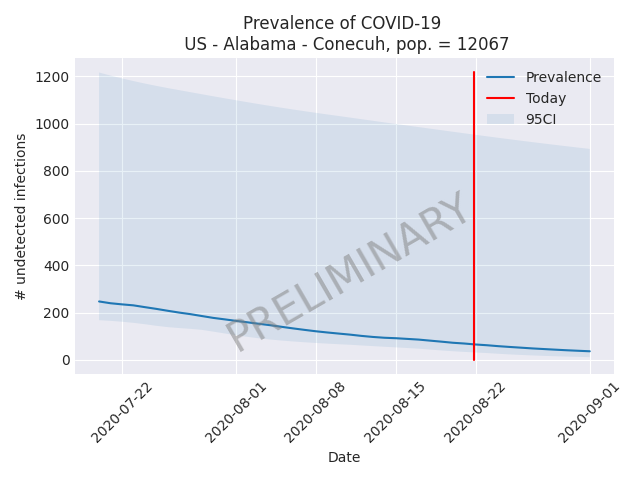 Prevalence of COVID-19
US - Alabama - Conecuh, pop. = 12067
1200
1000
800
600
400
200
0
# undetected infections
Prevalence
Today
95CI
PRELIMINARY
2020-07-22
2020-08-01
2020-08-08
2020-08-15
2020-08-22
2020-09-01
Date